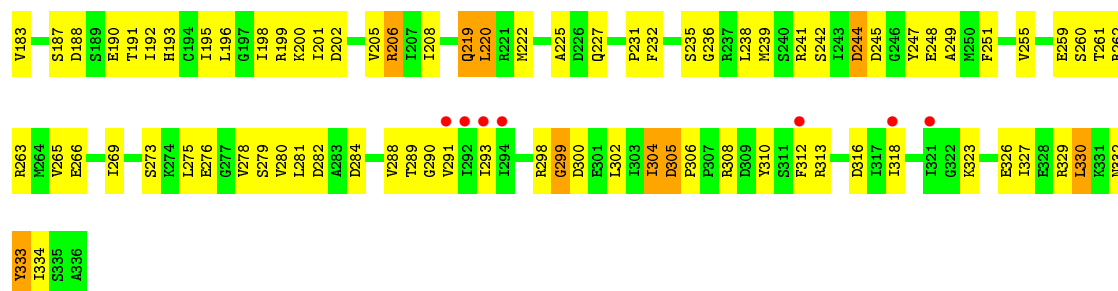 V183 S187 D188 S189 E190 T191 I192 H193 C194 I195 L196 G197 I198 R199 K200 I201 D202 V205 R206 I207 I208 Q219 L220 R221 M222 A225 D226 Q227 P231 F232 S235 G236 R237 L238 M239 S240 R241 S242 I243 D244 D245 G246 Y247 E248 A249 M250 F251 V255 E259 S260 T261
R263 M264 V265 E266 I269 S273 K274 L275 E276 G277 V278 S279 V280 L281 D282 A283 D284 V288 T289 G290 V291 I292 I293 I294 R298 G299 D300 E301 L302 I303 I304 D305 P306 P307 R308 D309 Y310 S311 F312 R313 D316 I317 I318 I321 G322 K323 E326 I327 E328 R329 L330 K331
Y333 I334 S335 A336